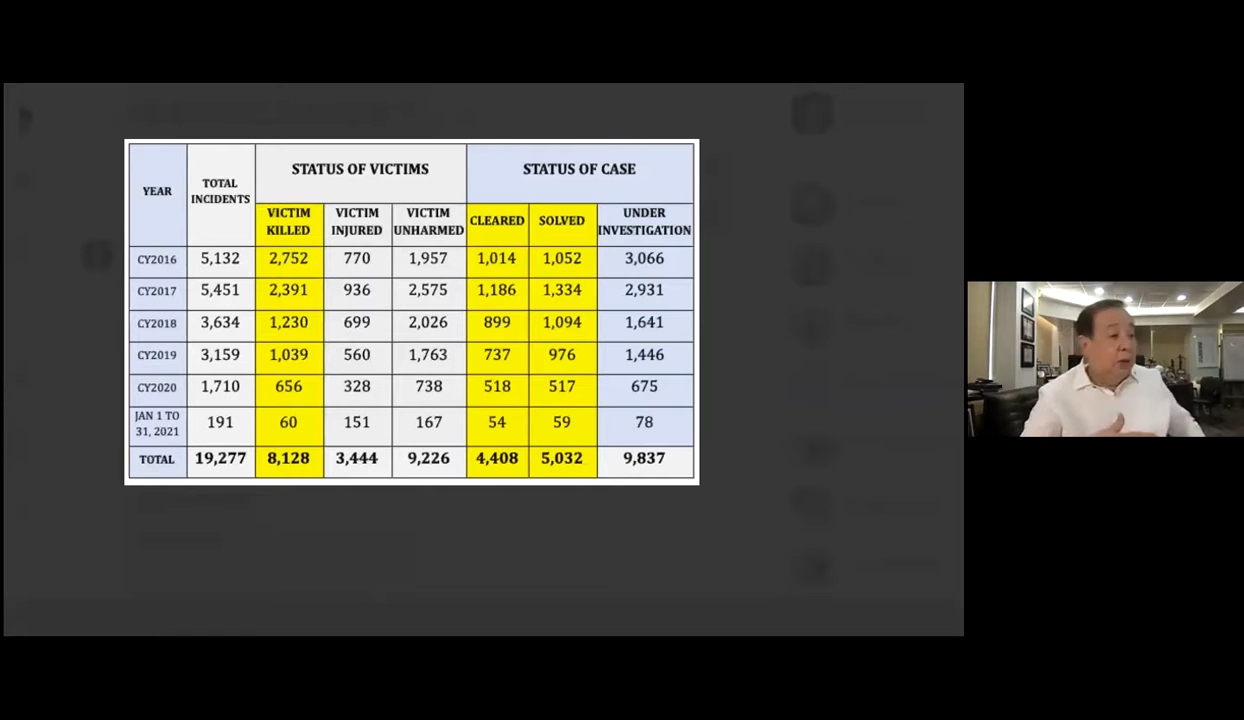 YEAR TOTAL INCIDENTS STATUS OF VICTIMS STATUS OF CASE
VICTIM KILLED VICTIM INJURED VICTIM UNHARMED CLEARED SOLVED UNDER INVESTIGATION
CY2016 5,132 2,752 770 1,957 1,014 1,052 3,066
CY2017 5,451 2,391 936 2,575 1,186 1,334 2,931
CY2018 3,634 1,230 699 2,026 899 1,094 1,641
CY2019 3,159 1,039 560 1,763 737 976 1,446
CY2020 1,710 656 328 738 518 517 675
JAN 1 TO 31, 2021 191 60 151 167 54 59 78
TOTAL 19,277 8,128 3,444 9,226 4,408 5,032 9,837